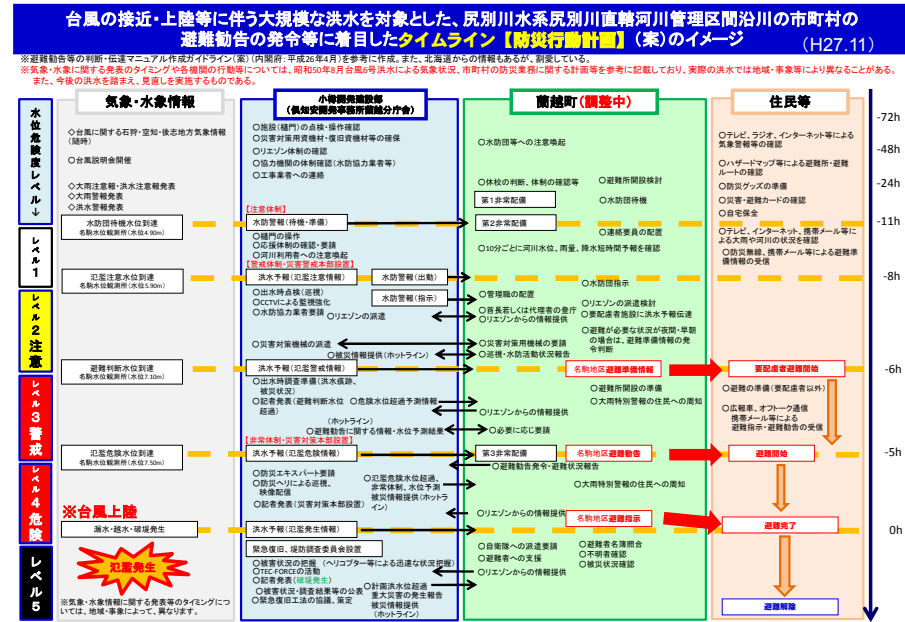 台風の接近・上陸等に伴う大規模な洪水を対象とした、尻別川水系尻別川直轄河川管理区間沿川の市町村の
避難勧告の発令等に着目したタイムライン【防災行動計画】（案）のイメージ
（H27.11）
※避難勧告等の判断・伝達マニュアル作成ガイドライン（案）（内閣府：平成26年4月）を参考に作成。また、北海道からの情報もあるが、割愛している。
※気象・水象に関する発表のタイミングや各機関の行動等については、昭和50年8月台風6号洪水による気象状況、市町村の防災業務に関する計画等を参考に記載しており、実際の洪水では地域・事象等により異なることがある。
また、今後の洪水を踏まえ、見直しを実施するものである。
水位危険度レベル↓
レベル1
レベル2注意
レベル3警戒
レベル4危険
レベル5
気象・水象情報
◇台風に関する石狩・空知・後志地方気象情報
（随時）
◇台風説明会開催
◇大雨注意報・洪水注意報発表
◇大雨警報発表
◇洪水警報発表
水防団待機水位到達
名駒水位観測所（水位4.90m）
氾濫注意水位到達
名駒水位観測所（水位5.90m）
避難判断水位到達
名駒水位観測所（水位7.10m）
氾濫危険水位到達
名駒水位観測所（水位7.50m）
※台風上陸
漏水・越水・破堤発生
氾濫発生
※気象・水象情報に関する発表等のタイミングにつ
いては、地域・事象によって、異なります。
小樽開発建設部
（倶知安開発事務所蘭越分庁舎）
○施設（樋門）の点検・操作確認
○災害対策用資機材・復旧資機材等の確保
○リエゾン体制の確認
○協力機関の体制確認（水防協力業者等）
○工事業者への連絡
【注意体制】
水防警報（待機・準備）
○樋門の操作
○応援体制の確認・要請
○河川利用者への注意喚起
【警戒体制・災害警戒本部設置】
洪水予報（氾濫注意情報）
水防警報（出動）
○出水時点検（巡視）
○CCTVによる監視強化
○水防協力業者要請
水防警報（指示）
○リエゾンの派遣
○災害対策機械の派遣
○被災情報提供（ホットライン）
洪水予報（氾濫警戒情報）
○出水時調査準備（洪水痕跡、
被災状況）
○記者発表（避難判断水位
超過）
○危険水位超過予測情報
（ホットライン）
○避難勧告に関する情報・水位予測結果
【非常体制・災害対策本部設置】
洪水予報（氾濫危険情報）
○防災エキスパート要請
○防災ヘリによる巡視、
映像配信
○記者発表（災害対策本部設置）
○氾濫危険水位超過、
非常体制、水位予測
被災情報提供（ホットラ
イン）
洪水予報（氾濫発生情報）
緊急復旧、堤防調査委員会設置
○被害状況の把握（ヘリコプター等による迅速な状況把握）
○TEC-FORCEの活動
○記者発表（破堤発生）
○被害状況・調査結果等の公表
○緊急復旧工法の協議、策定
○計画洪水位超過
重大災害の発生報告
被災情報提供
（ホットライン）
蘭越町（調整中）
○水防団等への注意喚起
○休校の判断、体制の確認等
○避難所開設検討
第1非常配備
○水防団待機
第2非常配備
○連絡要員の配置
○10分ごとに河川水位、雨量、降水短時間予報を確認
○水防団指示
○管理職の配置
○リエゾンの派遣検討
○首長若しくは代理者の登庁
○リエゾンからの情報提供
○要配慮者施設に洪水予報伝達
○避難が必要な状況が夜間・早朝
の場合は、避難準備情報の発
令判断
○災害対策用機械の要請
○巡視・水防活動状況報告
名駒地区避難準備情報
○避難所開設の準備
○大雨特別警報の住民への周知
○リエゾンからの情報提供
○必要に応じ要請
第3非常配備
名駒地区避難勧告
○避難勧告発令・避難状況報告
○大雨特別警報の住民への周知
○リエゾンからの情報提供
名駒地区避難指示
○自衛隊への派遣要請
○避難者への支援
○リエゾンからの情報提供
○避難者名簿照合
○不明者確認
○被災状況確認
住民等
○テレビ、ラジオ、インターネット等による
気象警報等の確認
○ハザードマップ等による避難所・避難
ルートの確認
○防災グッズの準備
○災害・避難カードの確認
○自宅保全
○テレビ、インターネット、携帯メール等に
よる大雨や河川の状況を確認
○防災無線、携帯メール等による避難準
備情報の受信
要配慮者避難開始
○避難の準備（要配慮者以外）
○広報車、オフトーク通信
携帯メール等による
避難指示・避難勧告の受信
避難開始
避難完了
避難解除
-72h
-48h
-24h
-11h
-8h
-6h
-5h
0h